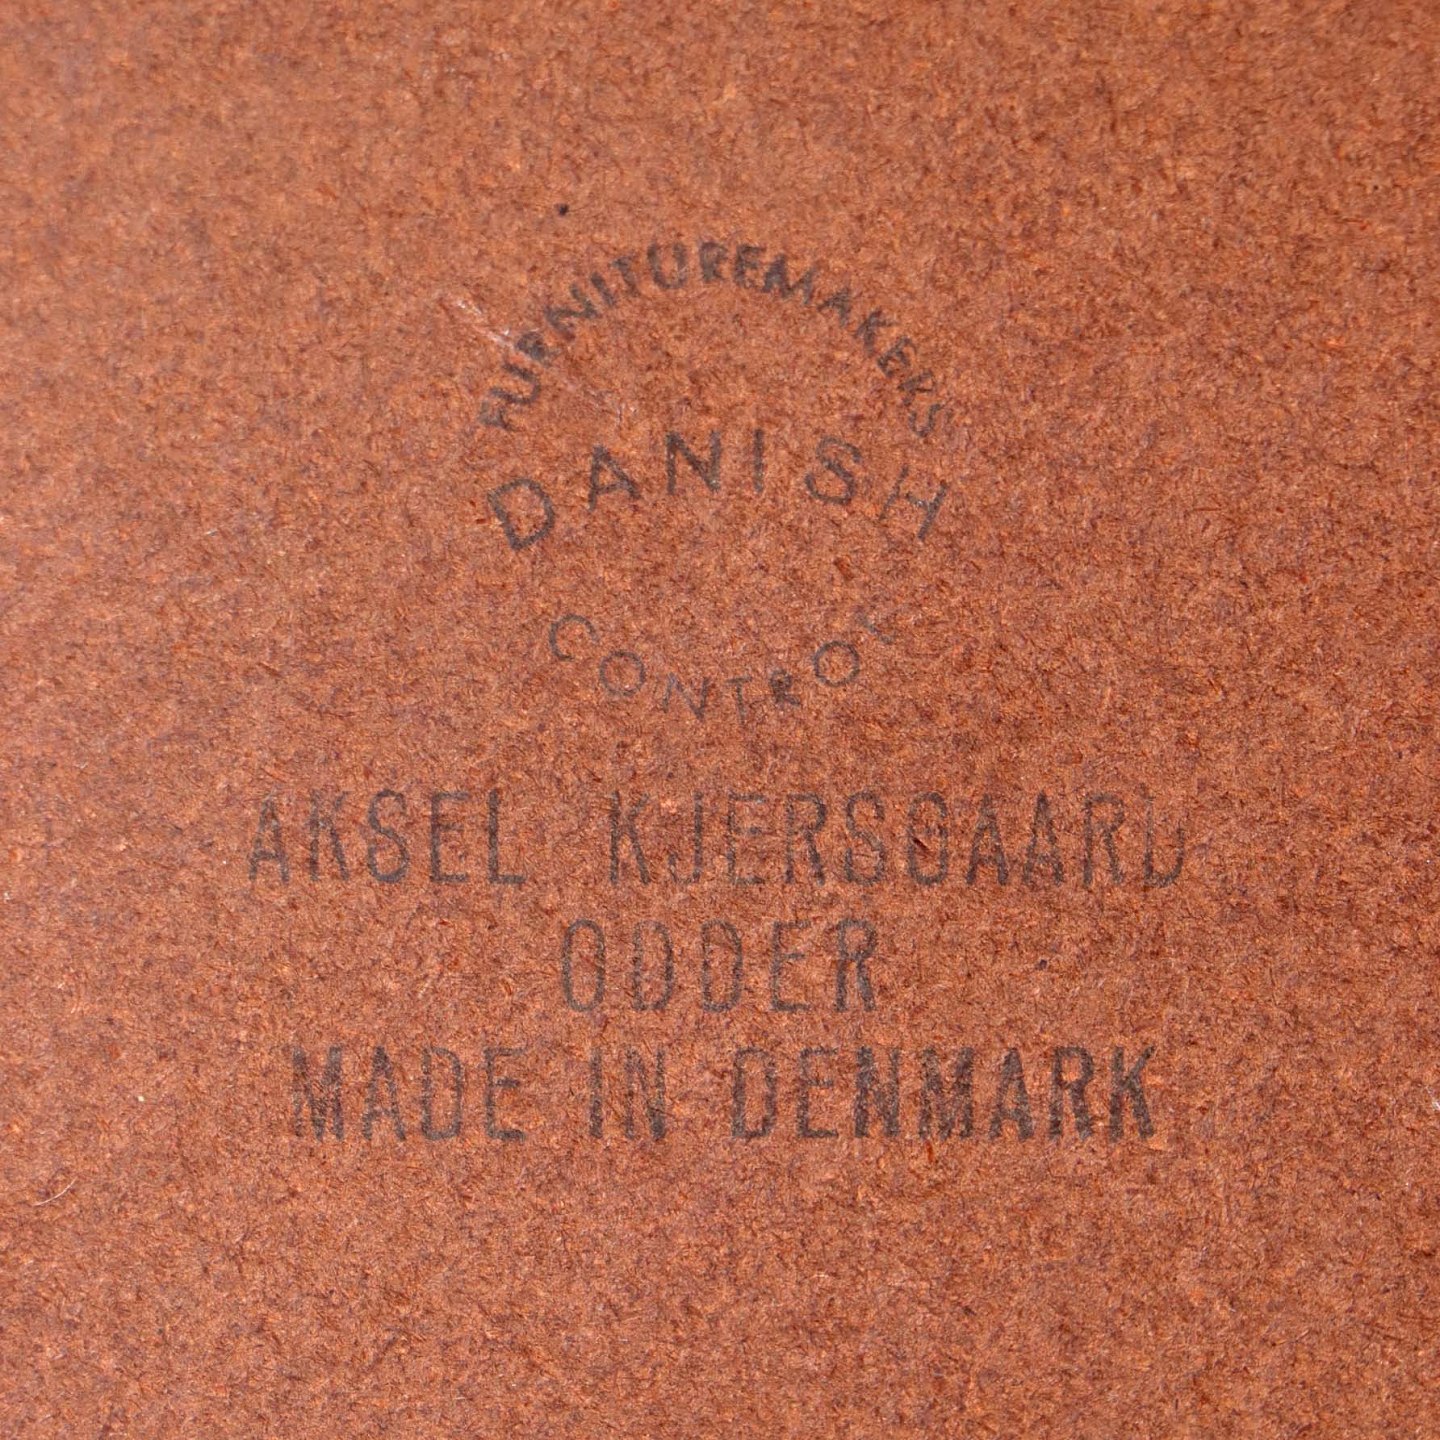 FURNITUREMAKERS
DANISH
CONTROL
AKSEL KJERSGAARD
ODDER
MADE IN DENMARK